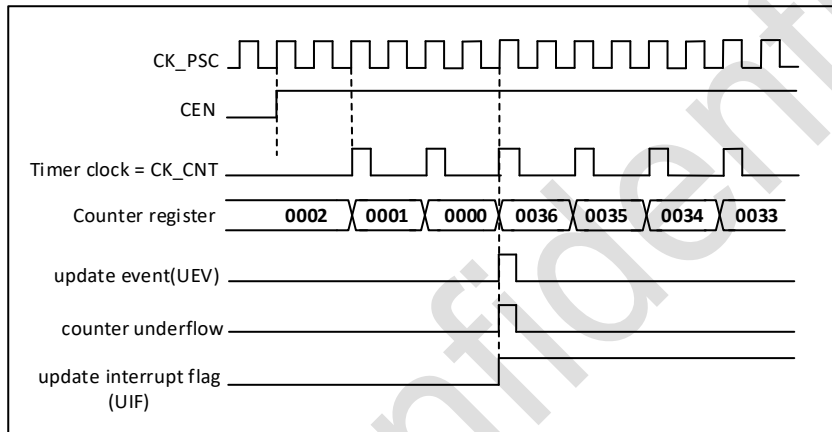 CK_PSC
CEN
Timer clock = CK_CNT
Counter register 0002 0001 0000 0036 0035 0034 0033
update event(UEV)
counter underflow
update interrupt flag
(UIF)